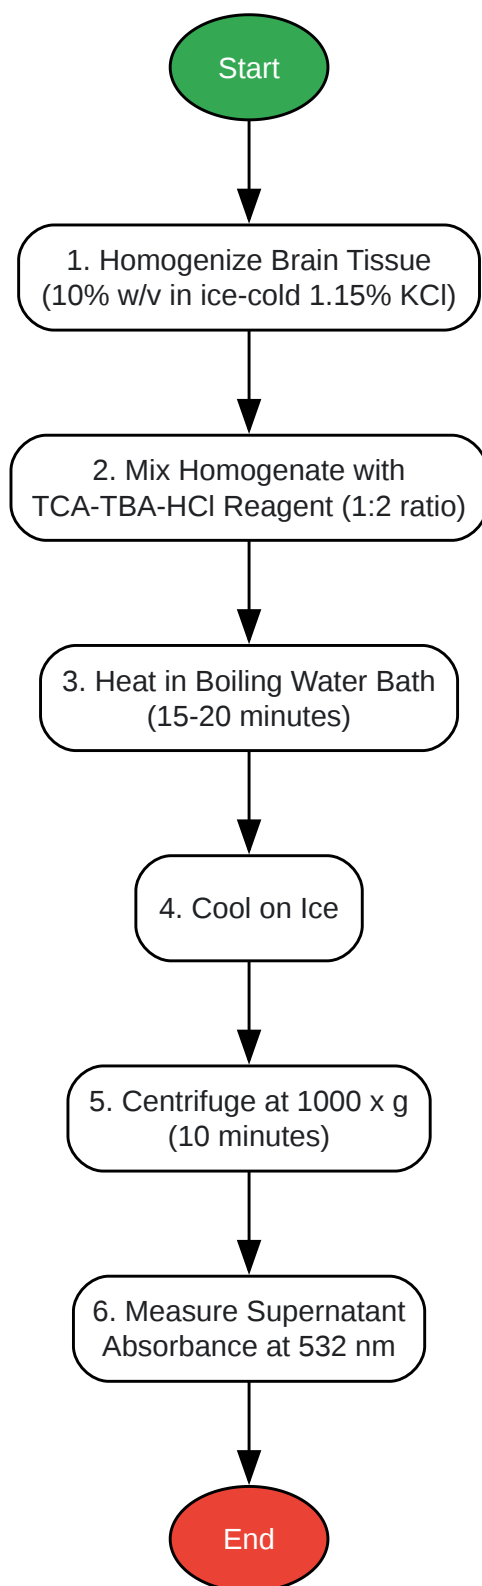 Start
1. Homogenize Brain Tissue
(10% w/v in ice-cold 1.15% KCl)
2. Mix Homogenate with
TCA-TBA-HCl Reagent (1:2 ratio)
3. Heat in Boiling Water Bath
(15-20 minutes)
4. Cool on Ice
5. Centrifuge at 1000 x g
(10 minutes)
6. Measure Supernatant
Absorbance at 532 nm
End